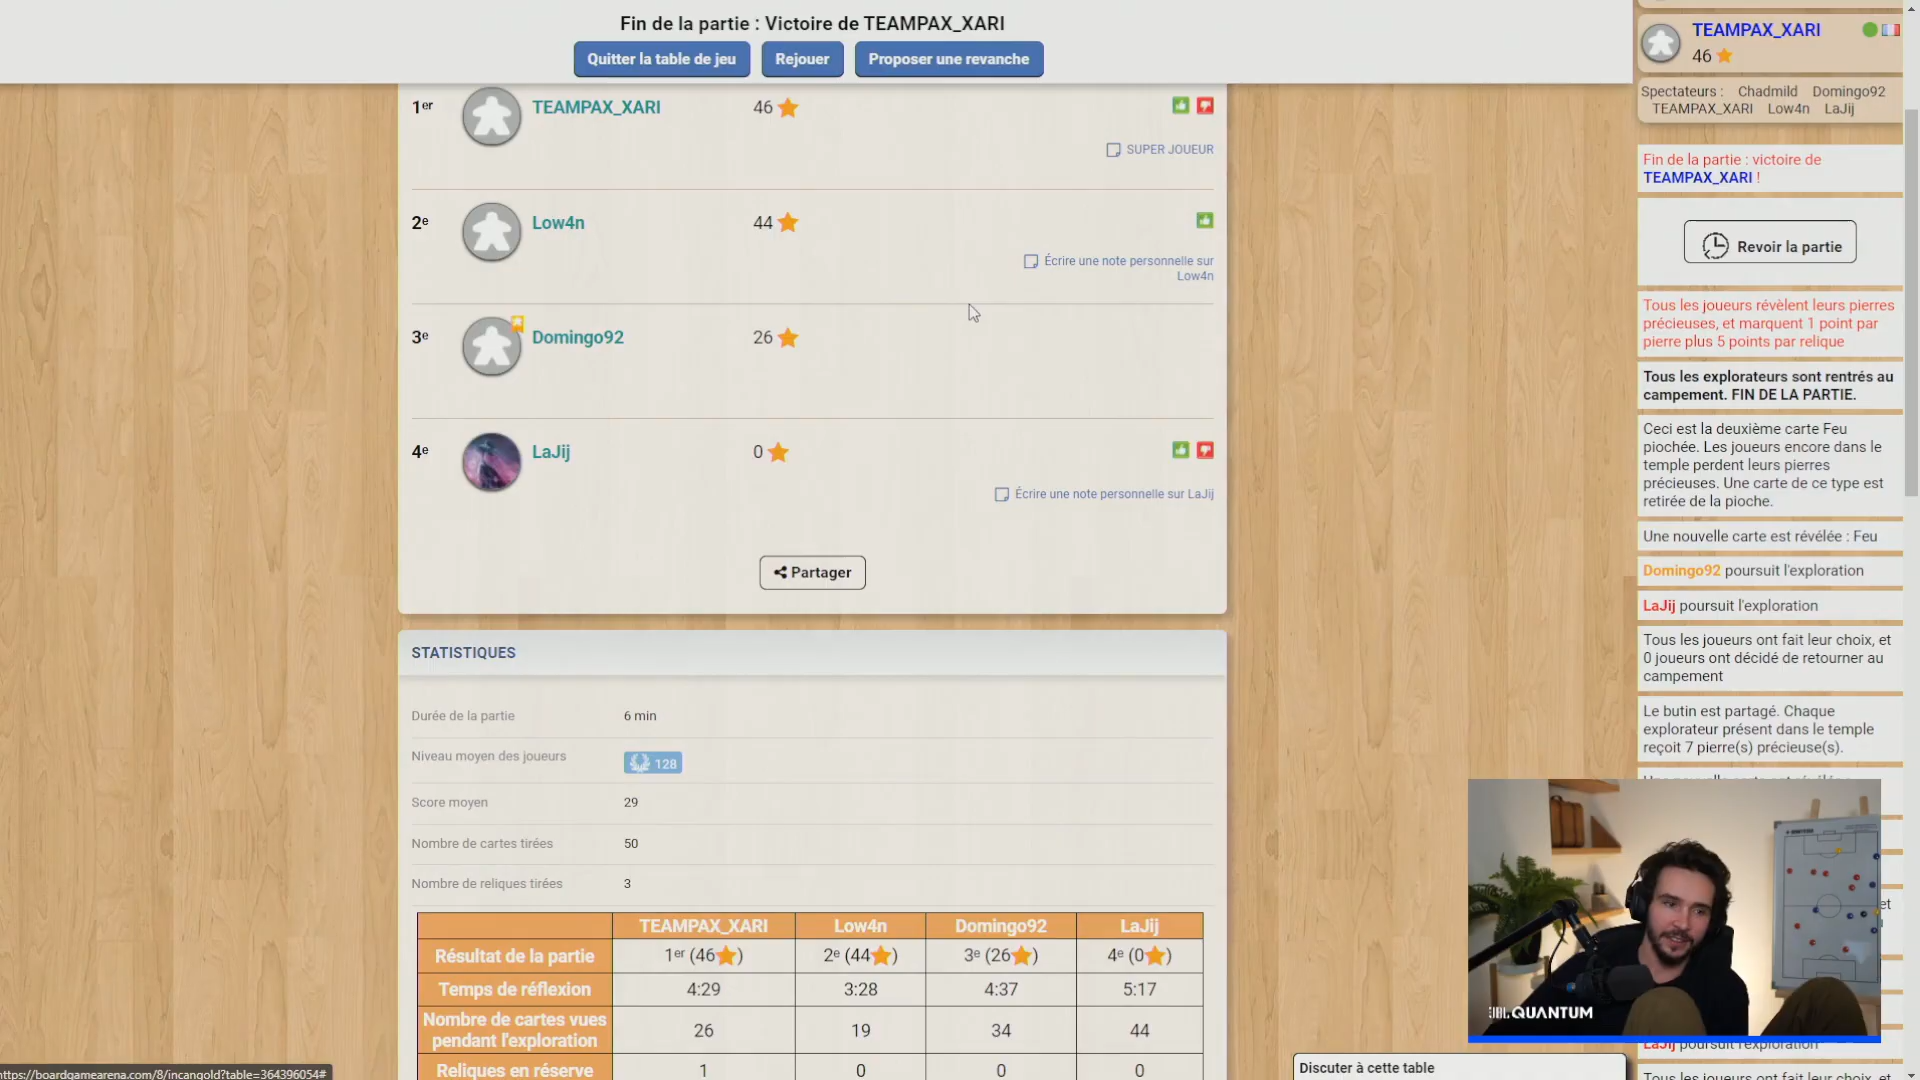 Fin de la partie : Victoire de TEAMPAX_XARI
Quitter la table de jeu
Rejouer
Proposer une revanche
1er
TEAMPAX_XARI
46
SUPER JOUEUR
2e
Low4n
44
Écrire une note personnelle sur
Low4n
3e
Domingo92
26
4e
LaJij
0
Écrire une note personnelle sur LaJij
Partager
STATISTIQUES
Durée de la partie
6 min
Niveau moyen des joueurs
128
Score moyen
29
Nombre de cartes tirées
50
Nombre de reliques tirées
3
TEAMPAX_XARI Low4n Domingo92 LaJij
Résultat de la partie 1er (46) 2e (44) 3e (26) 4e (0)
Temps de réflexion 4:29 3:28 4:37 5:17
Nombre de cartes vues
pendant l'exploration 26 19 34 44
Reliques en réserve 1 0 0 0
https://boardgamearena.com/8/incangold?table=364396054#
TEAMPAX_XARI
46
Spectateurs : Chadmild Domingo92
TEAMPAX_XARI Low4n LaJij
Fin de la partie : victoire de
TEAMPAX_XARI !
Revoir la partie
Tous les joueurs révèlent leurs pierres
précieuses, et marquent 1 point par
pierre plus 5 points par relique
Tous les explorateurs sont rentrés au
campement. FIN DE LA PARTIE.
Ceci est la deuxième carte Feu
piochée. Les joueurs encore dans le
temple perdent leurs pierres
précieuses. Une carte de ce type est
retirée de la pioche.
Une nouvelle carte est révélée : Feu
Domingo92 poursuit l'exploration
LaJij poursuit l'exploration
Tous les joueurs ont fait leur choix, et
0 joueurs ont décidé de retourner au
campement
Le butin est partagé. Chaque
explorateur présent dans le temple
reçoit 7 pierre(s) précieuse(s).
et
QUANTUM
LaJij poursuit l'exploration
Tous les joueurs ont fait leur choix, et
Discuter à cette table